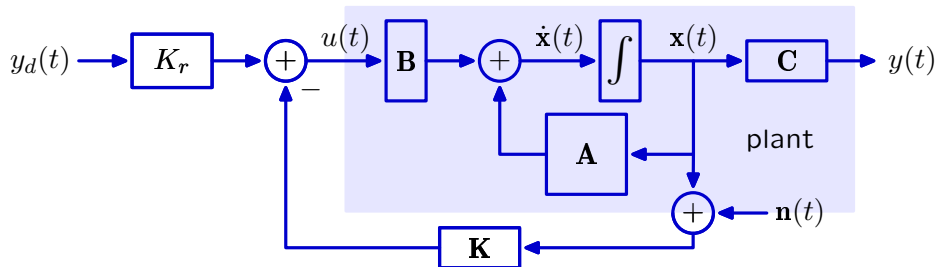 y_d(t) K_r + u(t) B + ẋ(t) ∫ x(t) C y(t)
−
A plant
+ n(t)
K